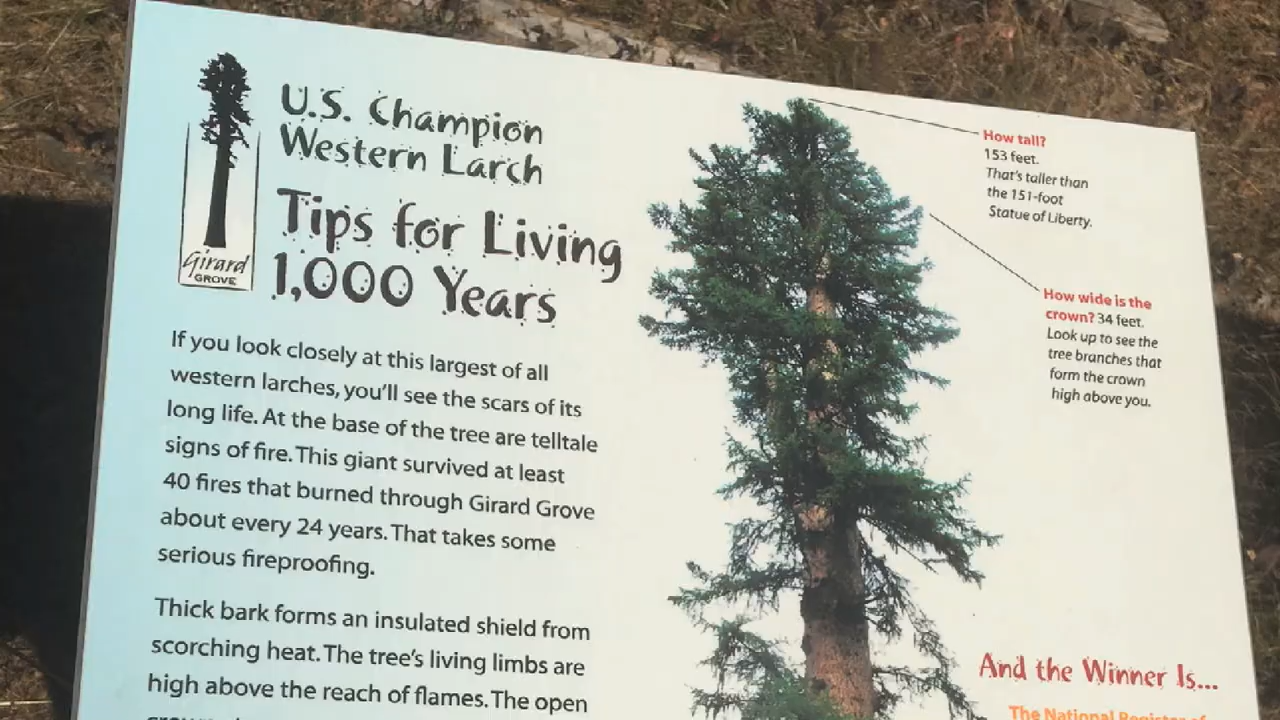 U.S. Champion
Western Larch
Tips for Living
1,000 Years
Girard
GROVE
If you look closely at this largest of all
western larches, you'll see the scars of its
long life. At the base of the tree are telltale
signs of fire. This giant survived at least
40 fires that burned through Girard Grove
about every 24 years. That takes some
serious fireproofing.
Thick bark forms an insulated shield from
scorching heat. The tree's living limbs are
high above the reach of flames. The open
How tall?
153 feet.
That's taller than
the 151-foot
Statue of Liberty.
How wide is the
crown? 34 feet.
Look up to see the
tree branches that
form the crown
high above you.
And the Winner Is...
The National Register of